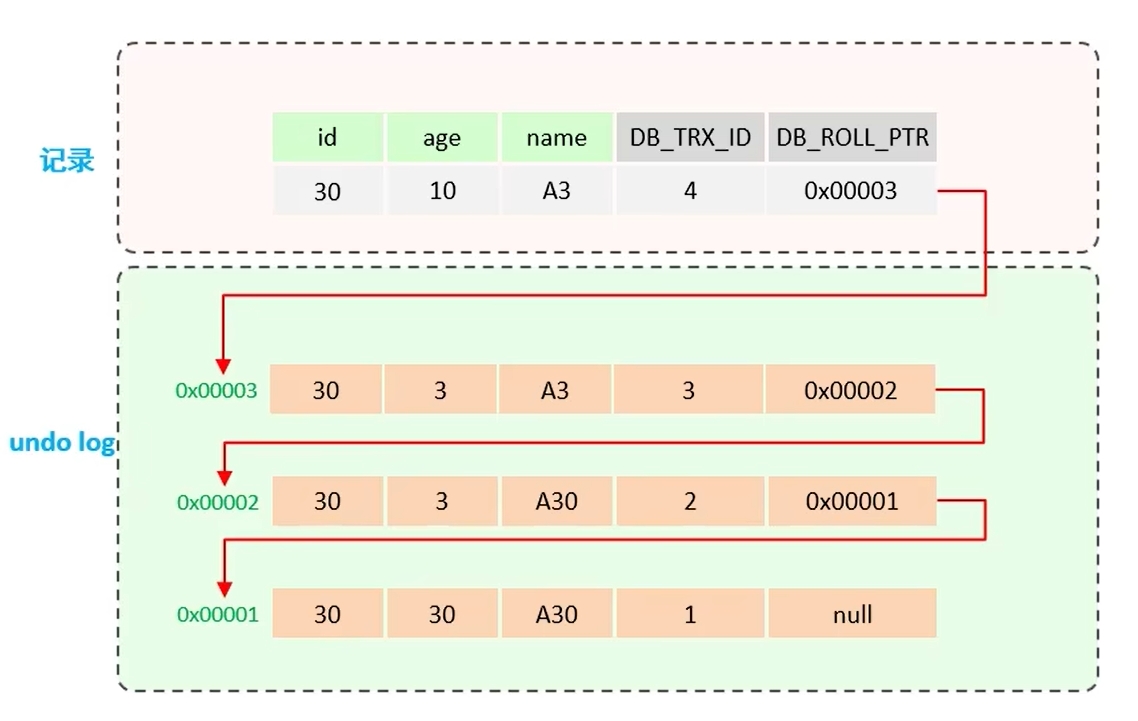 记录
id age name DB_TRX_ID DB_ROLL_PTR
30 10 A3 4 0x00003
undo log
0x00003 30 3 A3 3 0x00002
0x00002 30 3 A30 2 0x00001
0x00001 30 30 A30 1 null